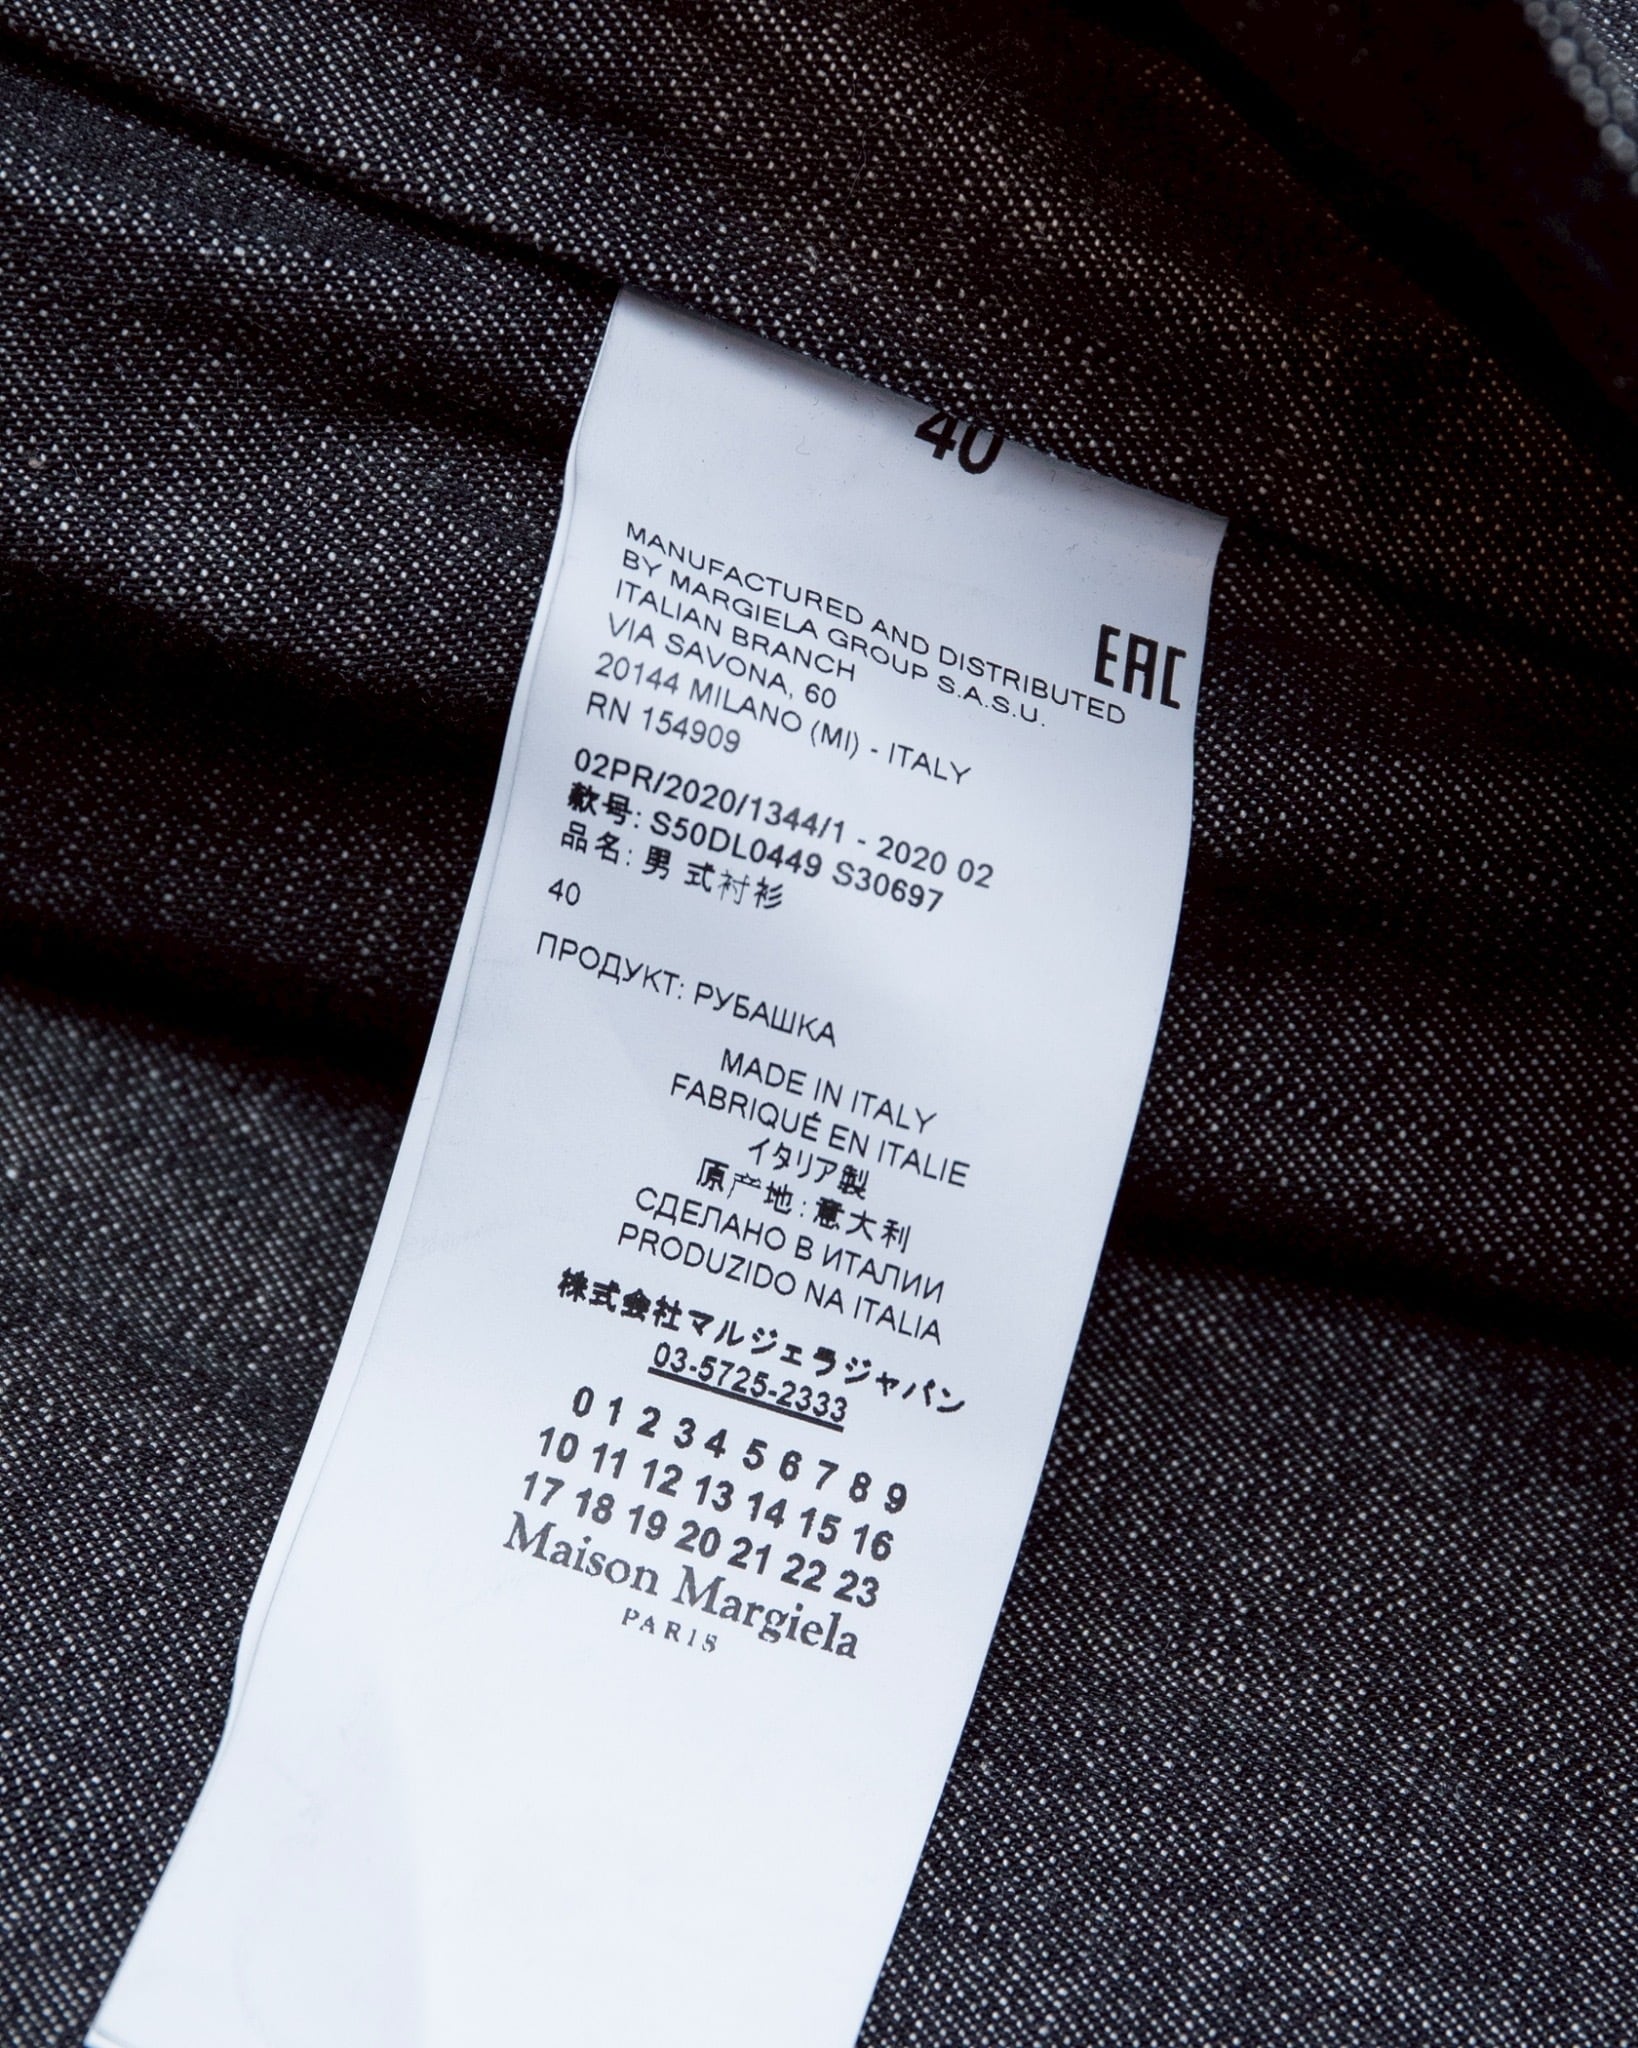 40
MANUFACTURED AND DISTRIBUTED
BY MARGIELA GROUP S.A.S.U.
ITALIAN BRANCH
VIA SAVONA, 60
20144 MILANO (MI) - ITALY
RN 154909
EAC
02PR/2020/1344/1 - 2020 02
款号: S50DL0449 S30697
品名: 男 式衬衫
40
ПРОДУКТ: РУБАШКА
MADE IN ITALY
FABRIQUÉ EN ITALIE
イタリア製
原产地: 意大利
СДЕЛАНО В ИТАЛИИ
PRODUZIDO NA ITALIA
株式会社マルジェラジャパン
03-5725-2333
0 1 2 3 4 5 6 7 8 9
10 11 12 13 14 15 16
17 18 19 20 21 22 23
Maison Margiela
PARIS